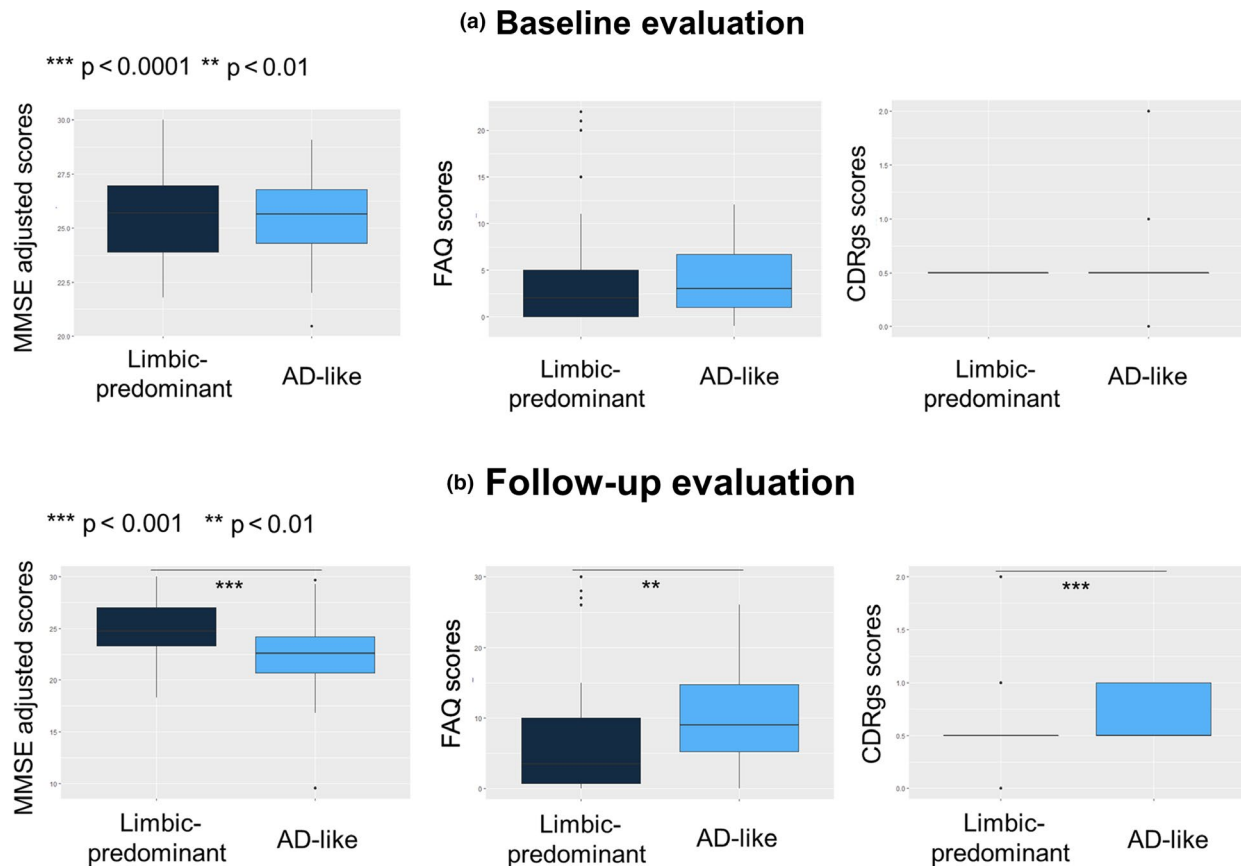 (a) Baseline evaluation
*** p < 0.0001 ** p < 0.01
MMSE adjusted scores
30.0
27.5
25.0
22.5
20.0
Limbic-
predominant
AD-like
FAQ scores
20
15
10
5
0
Limbic-
predominant
AD-like
CDRgs scores
2.0
1.5
1.0
0.5
0.0
Limbic-
predominant
AD-like
(b) Follow-up evaluation
*** p < 0.001 ** p < 0.01
MMSE adjusted scores
30
25
20
15
10
***
Limbic-
predominant
AD-like
FAQ scores
30
20
10
0
**
Limbic-
predominant
AD-like
CDRgs scores
2.0
1.5
1.0
0.5
0.0
***
Limbic-
predominant
AD-like